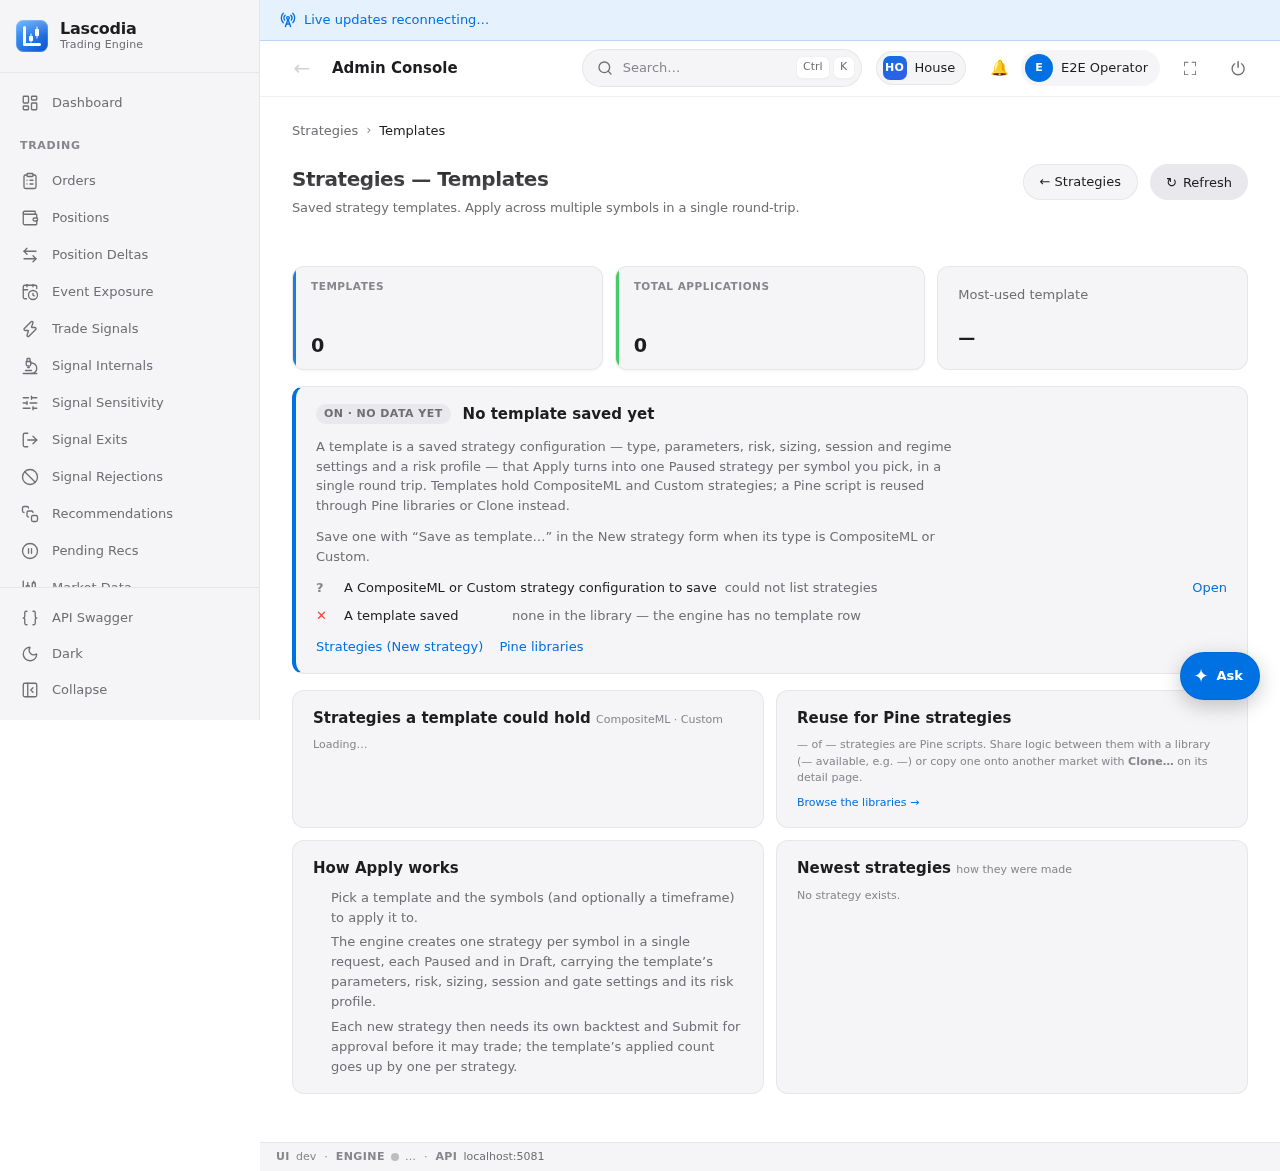 Lascodia
Trading Engine
Dashboard
TRADING
Orders
Positions
Position Deltas
Event Exposure
Trade Signals
Signal Internals
Signal Sensitivity
Signal Exits
Signal Rejections
Recommendations
Pending Recs
Market Data
API Swagger
Dark
Collapse
Live updates reconnecting…
← Admin Console
Search…
Ctrl K
HO House
E E2E Operator
Strategies › Templates
Strategies — Templates
Saved strategy templates. Apply across multiple symbols in a single round-trip.
← Strategies
↻ Refresh
TEMPLATES
0
TOTAL APPLICATIONS
0
Most-used template
—
ON · NO DATA YET No template saved yet
A template is a saved strategy configuration — type, parameters, risk, sizing, session and regime
settings and a risk profile — that Apply turns into one Paused strategy per symbol you pick, in a
single round trip. Templates hold CompositeML and Custom strategies; a Pine script is reused
through Pine libraries or Clone instead.
Save one with “Save as template…” in the New strategy form when its type is CompositeML or
Custom.
? A CompositeML or Custom strategy configuration to save could not list strategies Open
✕ A template saved none in the library — the engine has no template row
Strategies (New strategy) Pine libraries
✦ Ask
Strategies a template could hold CompositeML · Custom
Loading…
Reuse for Pine strategies
— of — strategies are Pine scripts. Share logic between them with a library
(— available, e.g. —) or copy one onto another market with Clone… on its
detail page.
Browse the libraries →
How Apply works
Pick a template and the symbols (and optionally a timeframe)
to apply it to.
The engine creates one strategy per symbol in a single
request, each Paused and in Draft, carrying the template’s
parameters, risk, sizing, session and gate settings and its risk
profile.
Each new strategy then needs its own backtest and Submit for
approval before it may trade; the template’s applied count
goes up by one per strategy.
Newest strategies how they were made
No strategy exists.
UI dev · ENGINE … · API localhost:5081